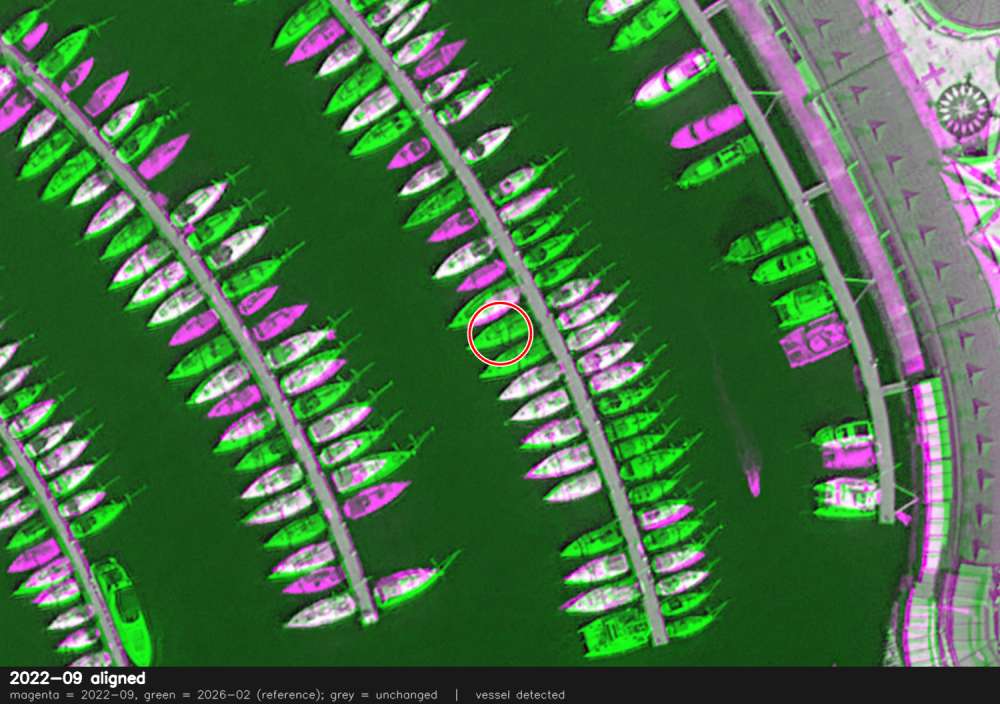 2022-09 aligned
magenta = 2022-09, green = 2026-02 (reference); grey = unchanged | vessel detected